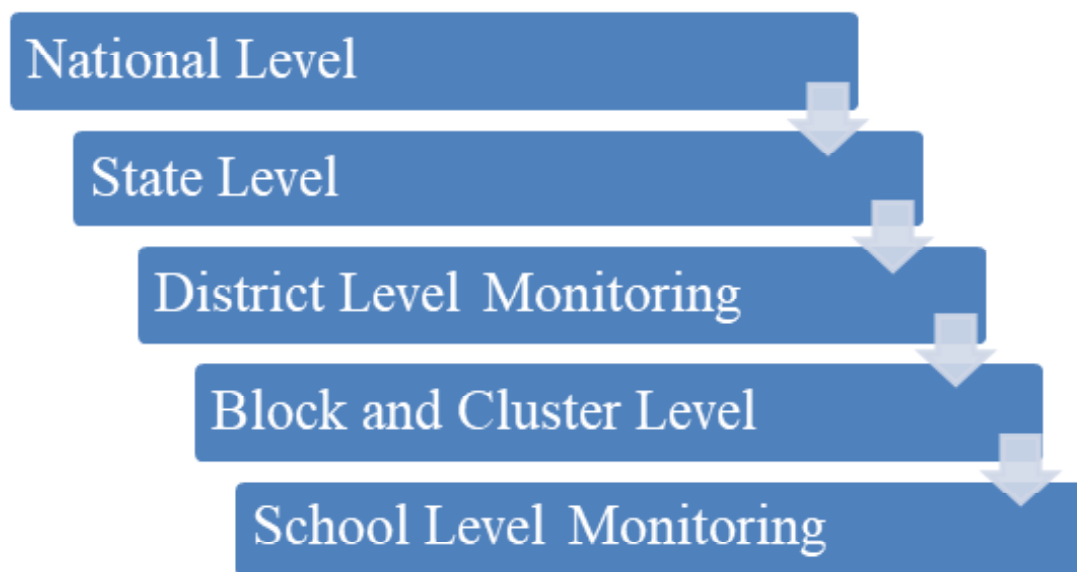 National Level
State Level
District Level Monitoring
Block and Cluster Level
School Level Monitoring